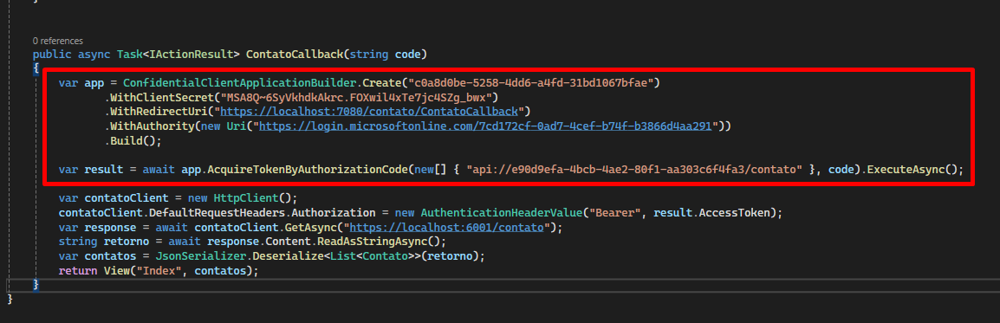 }
0 references
public async Task<IActionResult> ContatoCallback(string code)
{
var app = ConfidentialClientApplicationBuilder.Create("c0a8d0be-5258-4dd6-a4fd-31bd1067bfae")
.WithClientSecret("MSA8Q~6SyVkhdkAkrc.FOXwil4xTe7jc4SZg_bwx")
.WithRedirectUri("https://localhost:7080/contato/ContatoCallback")
.WithAuthority(new Uri("https://login.microsoftonline.com/7cd172cf-0ad7-4cef-b74f-b3866d4aa291"))
.Build();
var result = await app.AcquireTokenByAuthorizationCode(new[] { "api://e90d9efa-4bcb-4ae2-80f1-aa303c6f4fa3/contato" }, code).ExecuteAsync();
var contatoClient = new HttpClient();
contatoClient.DefaultRequestHeaders.Authorization = new AuthenticationHeaderValue("Bearer", result.AccessToken);
var response = await contatoClient.GetAsync("https://localhost:6001/contato");
string retorno = await response.Content.ReadAsStringAsync();
var contatos = JsonSerializer.Deserialize<List<Contato>>(retorno);
return View("Index", contatos);
}
}